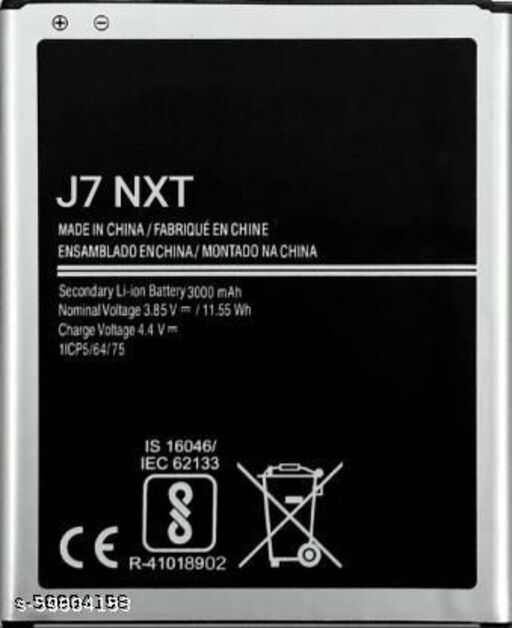 ⊕ ⊖
J7 NXT
MADE IN CHINA / FABRIQUÉ EN CHINE
ENSAMBLADO EN CHINA / MONTADO NA CHINA
Secondary Li-ion Battery 3000 mAh
Nominal Voltage 3.85 V ⎓ / 11.55 Wh
Charge Voltage 4.4 V ⎓
1ICP5/64/75
IS 16046/
IEC 62133
CE
R-41018902